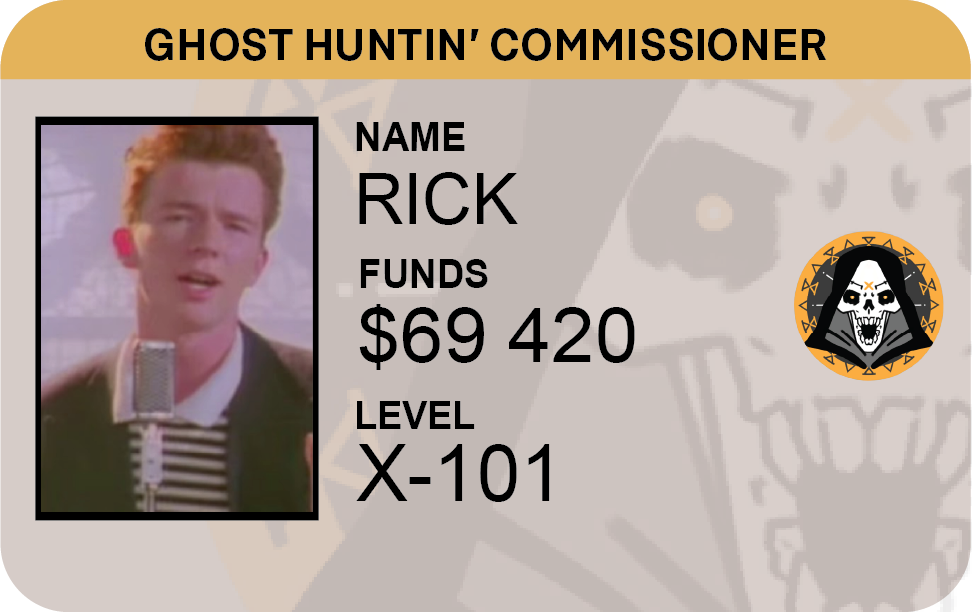 GHOST HUNTIN’ COMMISSIONER
NAME
RICK
FUNDS
$69 420
LEVEL
X-101